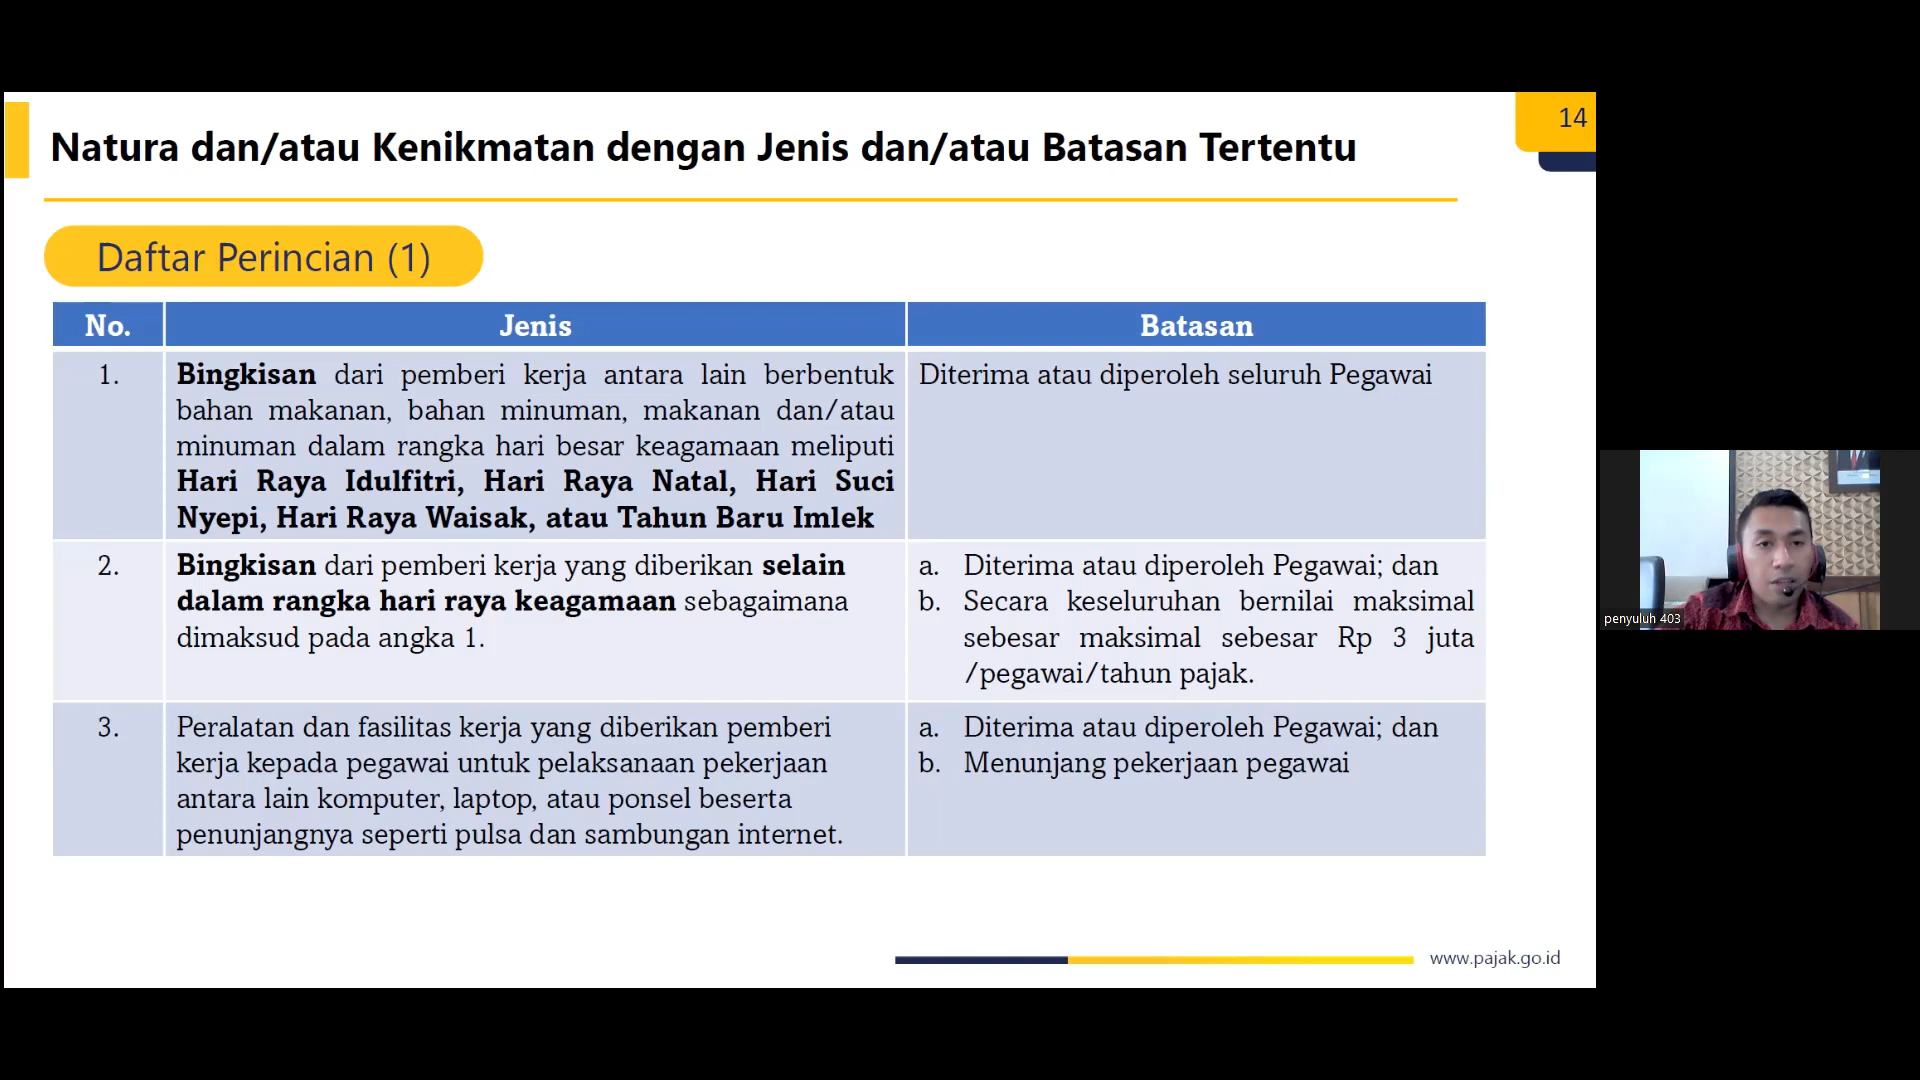 14
Natura dan/atau Kenikmatan dengan Jenis dan/atau Batasan Tertentu
Daftar Perincian (1)
No.
Jenis
Batasan
1.
Bingkisan dari pemberi kerja antara lain berbentuk
bahan makanan, bahan minuman, makanan dan/atau
minuman dalam rangka hari besar keagamaan meliputi
Hari Raya Idulfitri, Hari Raya Natal, Hari Suci
Nyepi, Hari Raya Waisak, atau Tahun Baru Imlek
Diterima atau diperoleh seluruh Pegawai
2.
Bingkisan dari pemberi kerja yang diberikan selain
dalam rangka hari raya keagamaan sebagaimana
dimaksud pada angka 1.
a. Diterima atau diperoleh Pegawai; dan
b. Secara keseluruhan bernilai maksimal
sebesar maksimal sebesar Rp 3 juta
/pegawai/tahun pajak.
3.
Peralatan dan fasilitas kerja yang diberikan pemberi
kerja kepada pegawai untuk pelaksanaan pekerjaan
antara lain komputer, laptop, atau ponsel beserta
penunjangnya seperti pulsa dan sambungan internet.
a. Diterima atau diperoleh Pegawai; dan
b. Menunjang pekerjaan pegawai
www.pajak.go.id
penyuluh 403